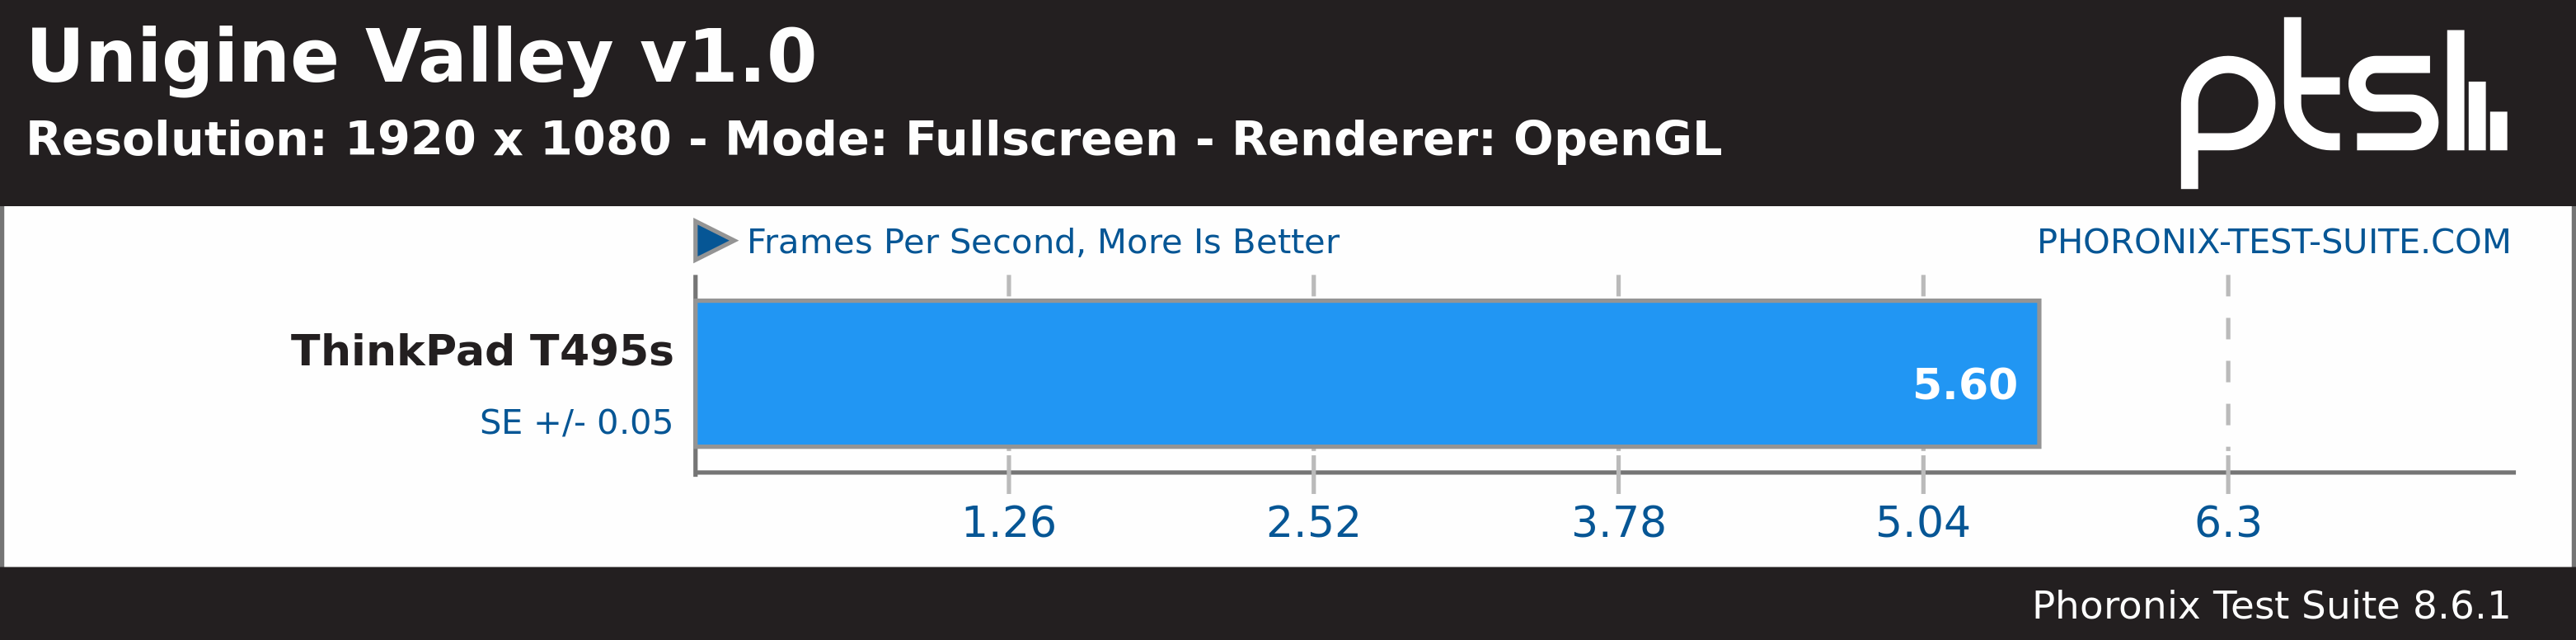 Unigine Valley v1.0
Resolution: 1920 x 1080 - Mode: Fullscreen - Renderer: OpenGL
ptsl
Frames Per Second, More Is Better
PHORONIX-TEST-SUITE.COM
ThinkPad T495s
SE +/- 0.05
5.60
1.26 2.52 3.78 5.04 6.3
Phoronix Test Suite 8.6.1